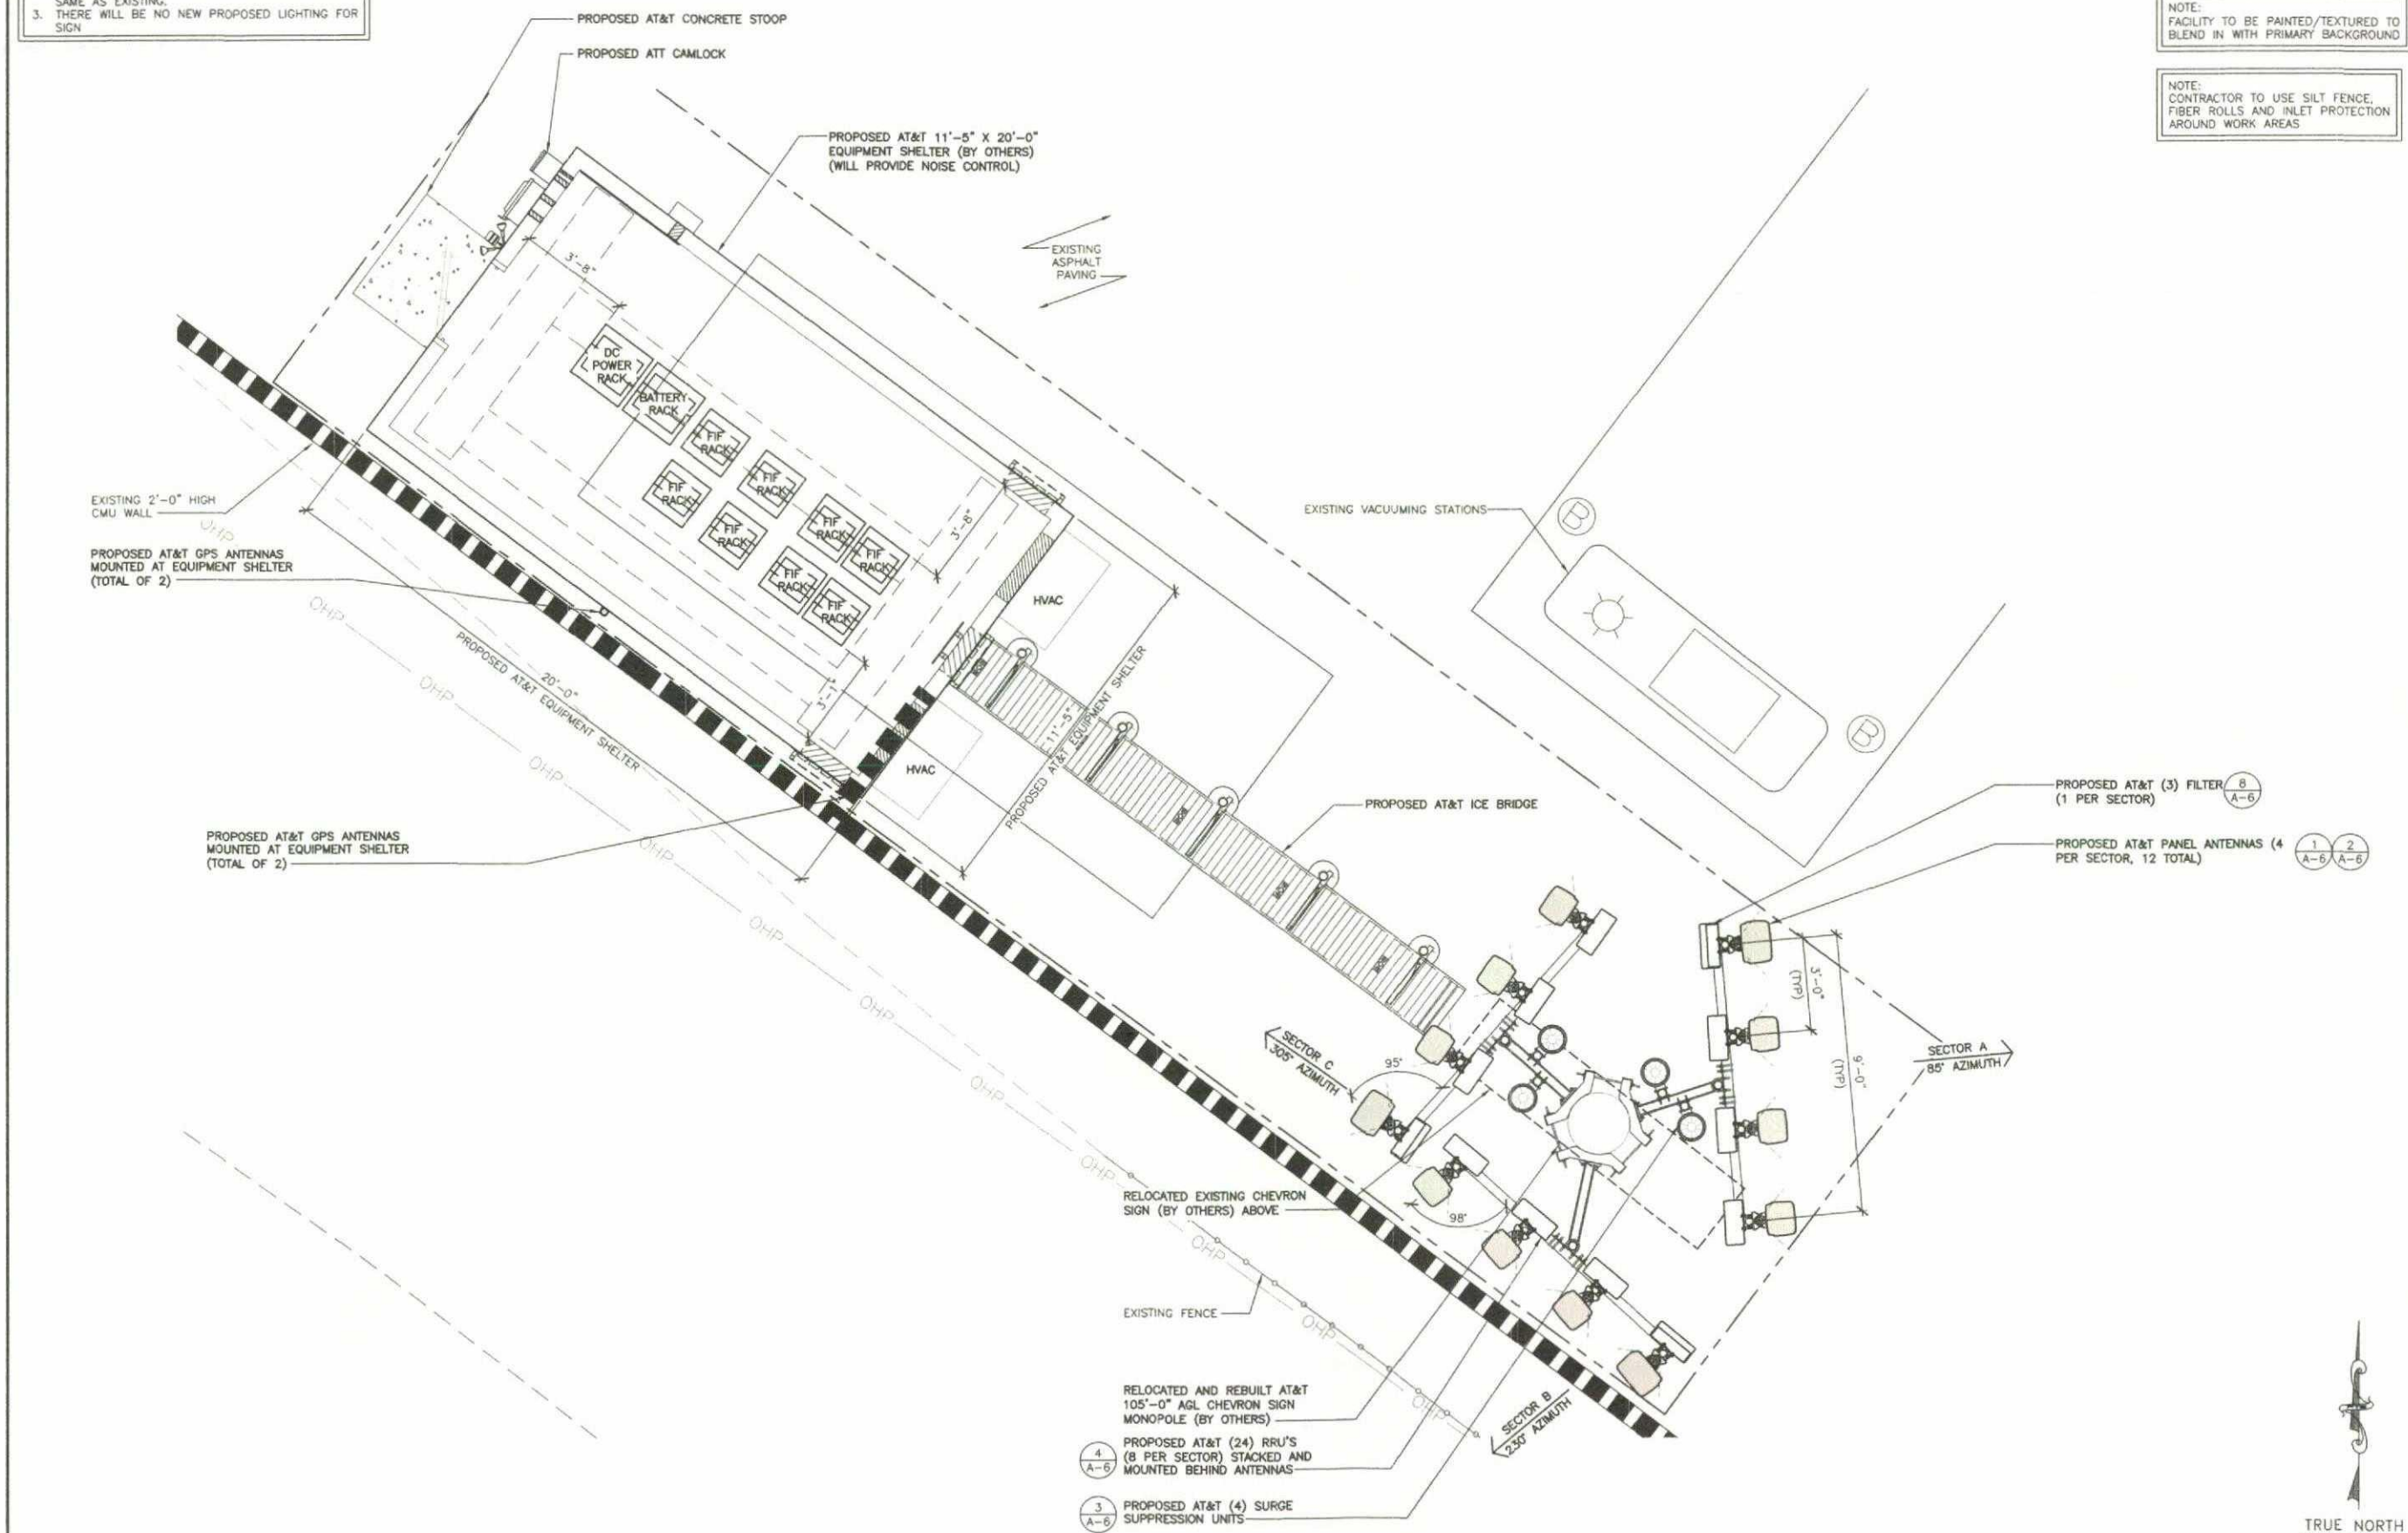 SAME AS EXISTING.
3. THERE WILL BE NO NEW PROPOSED LIGHTING FOR
SIGN
PROPOSED AT&T CONCRETE STOOP
PROPOSED ATT CAMLOCK
PROPOSED AT&T 11'-5" X 20'-0"
EQUIPMENT SHELTER (BY OTHERS)
(WILL PROVIDE NOISE CONTROL)
NOTE:
FACILITY TO BE PAINTED/TEXTURED TO
BLEND IN WITH PRIMARY BACKGROUND
NOTE:
CONTRACTOR TO USE SILT FENCE,
FIBER ROLLS AND INLET PROTECTION
AROUND WORK AREAS
EXISTING
ASPHALT
PAVING
3'-8"
DC
POWER
RACK
BATTERY
RACK
FIF
RACK
FIF
RACK
FIF
RACK
FIF
RACK
FIF
RACK
FIF
RACK
FIF
RACK
FIF
RACK
3'-8"
3'-1"
HVAC
HVAC
EXISTING 2'-0" HIGH
CMU WALL
PROPOSED AT&T GPS ANTENNAS
MOUNTED AT EQUIPMENT SHELTER
(TOTAL OF 2)
OHP
OHP
OHP
OHP
OHP
OHP
OHP
OHP
OHP
OHP
OHP
OHP
20'-0"
PROPOSED AT&T EQUIPMENT SHELTER
11'-5"
PROPOSED AT&T EQUIPMENT SHELTER
PROPOSED AT&T GPS ANTENNAS
MOUNTED AT EQUIPMENT SHELTER
(TOTAL OF 2)
EXISTING VACUUMING STATIONS
B
B
PROPOSED AT&T ICE BRIDGE
PROPOSED AT&T (3) FILTER
(1 PER SECTOR)
8
A-6
PROPOSED AT&T PANEL ANTENNAS (4
PER SECTOR, 12 TOTAL)
1
A-6
2
A-6
3'-0"
(TYP)
9'-0"
(TYP)
SECTOR A
85° AZIMUTH
SECTOR C
305° AZIMUTH
95°
98°
RELOCATED EXISTING CHEVRON
SIGN (BY OTHERS) ABOVE
EXISTING FENCE
RELOCATED AND REBUILT AT&T
105'-0" AGL CHEVRON SIGN
MONOPOLE (BY OTHERS)
SECTOR B
230° AZIMUTH
4
A-6
PROPOSED AT&T (24) RRU'S
(8 PER SECTOR) STACKED AND
MOUNTED BEHIND ANTENNAS
3
A-6
PROPOSED AT&T (4) SURGE
SUPPRESSION UNITS
TRUE NORTH